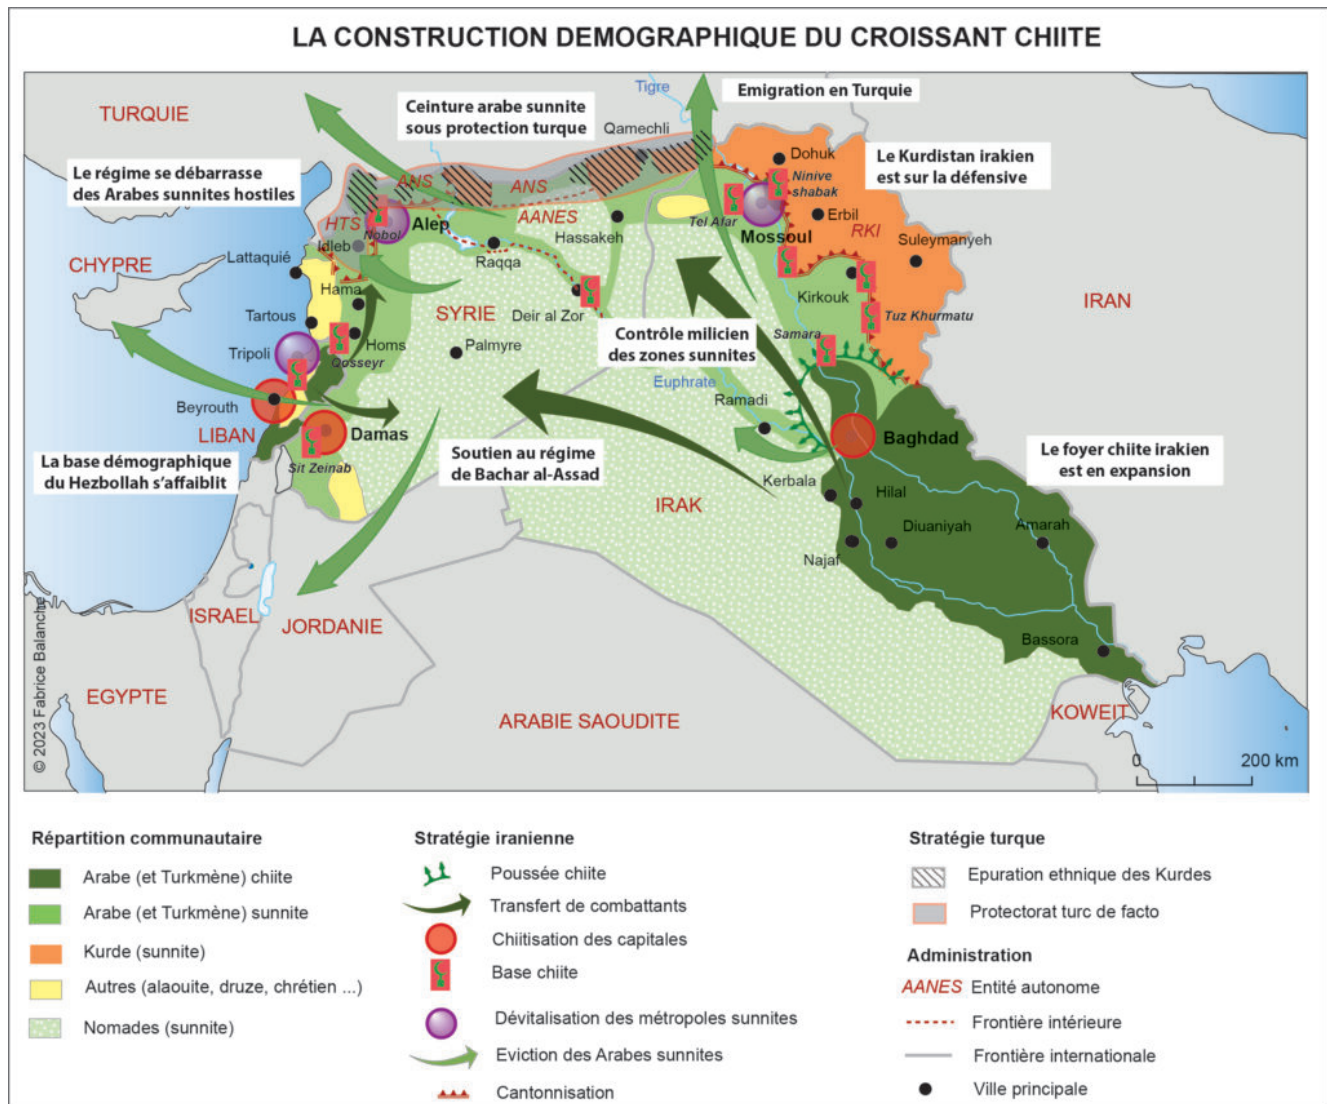 LA CONSTRUCTION DEMOGRAPHIQUE DU CROISSANT CHIITE
TURQUIE
Ceinture arabe sunnite
sous protection turque
Tigre
Emigration en Turquie
Qamechli
Dohuk
Le Kurdistan irakien
est sur la défensive
Le régime se débarrasse
des Arabes sunnites hostiles
ANS
ANS
AANES
HTS
Nobol
Alep
Idleb
Hassakeh
Raqqa
Tel Afar
Ninive
shabak
Mossoul
Erbil
RKI
Suleymanyeh
CHYPRE
Lattaquié
Hama
SYRIE
Deir al Zor
Kirkouk
Tuz Khurmatu
IRAN
Tartous
Homs
Qosseyr
Palmyre
Tripoli
Contrôle milicien
des zones sunnites
Samara
Euphrate
Ramadi
Beyrouth
LIBAN
Damas
Sit Zeinab
Baghdad
La base démographique
du Hezbollah s'affaiblit
Soutien au régime
de Bachar al-Assad
Le foyer chiite irakien
est en expansion
Kerbala
Hilal
IRAK
Diuaniyah
Amarah
Najaf
ISRAEL
JORDANIE
Bassora
EGYPTE
ARABIE SAOUDITE
KOWEIT
0 200 km
© 2023 Fabrice Balanche
Répartition communautaire
Arabe (et Turkmène) chiite
Arabe (et Turkmène) sunnite
Kurde (sunnite)
Autres (alaouite, druze, chrétien ...)
Nomades (sunnite)
Stratégie iranienne
Poussée chiite
Transfert de combattants
Chiitisation des capitales
Base chiite
Dévitalisation des métropoles sunnites
Eviction des Arabes sunnites
Cantonnisation
Stratégie turque
Epuration ethnique des Kurdes
Protectorat turc de facto
Administration
AANES Entité autonome
Frontière intérieure
Frontière internationale
Ville principale